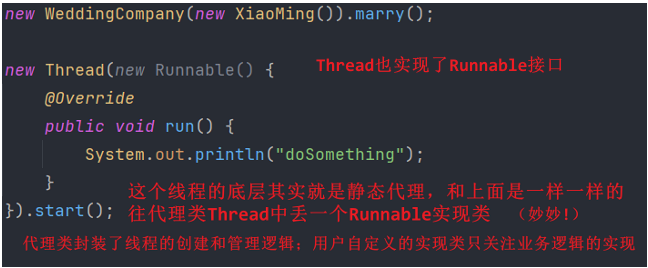 new WeddingCompany(new XiaoMing()).marry();
new Thread(new Runnable() {
Thread也实现了Runnable接口
@Override
public void run() {
System.out.println("doSomething");
}
这个线程的底层其实就是静态代理，和上面是一样一样的
}).start();
往代理类Thread中丢一个Runnable实现类 （妙妙!）
代理类封装了线程的创建和管理逻辑；用户自定义的实现类只关注业务逻辑的实现